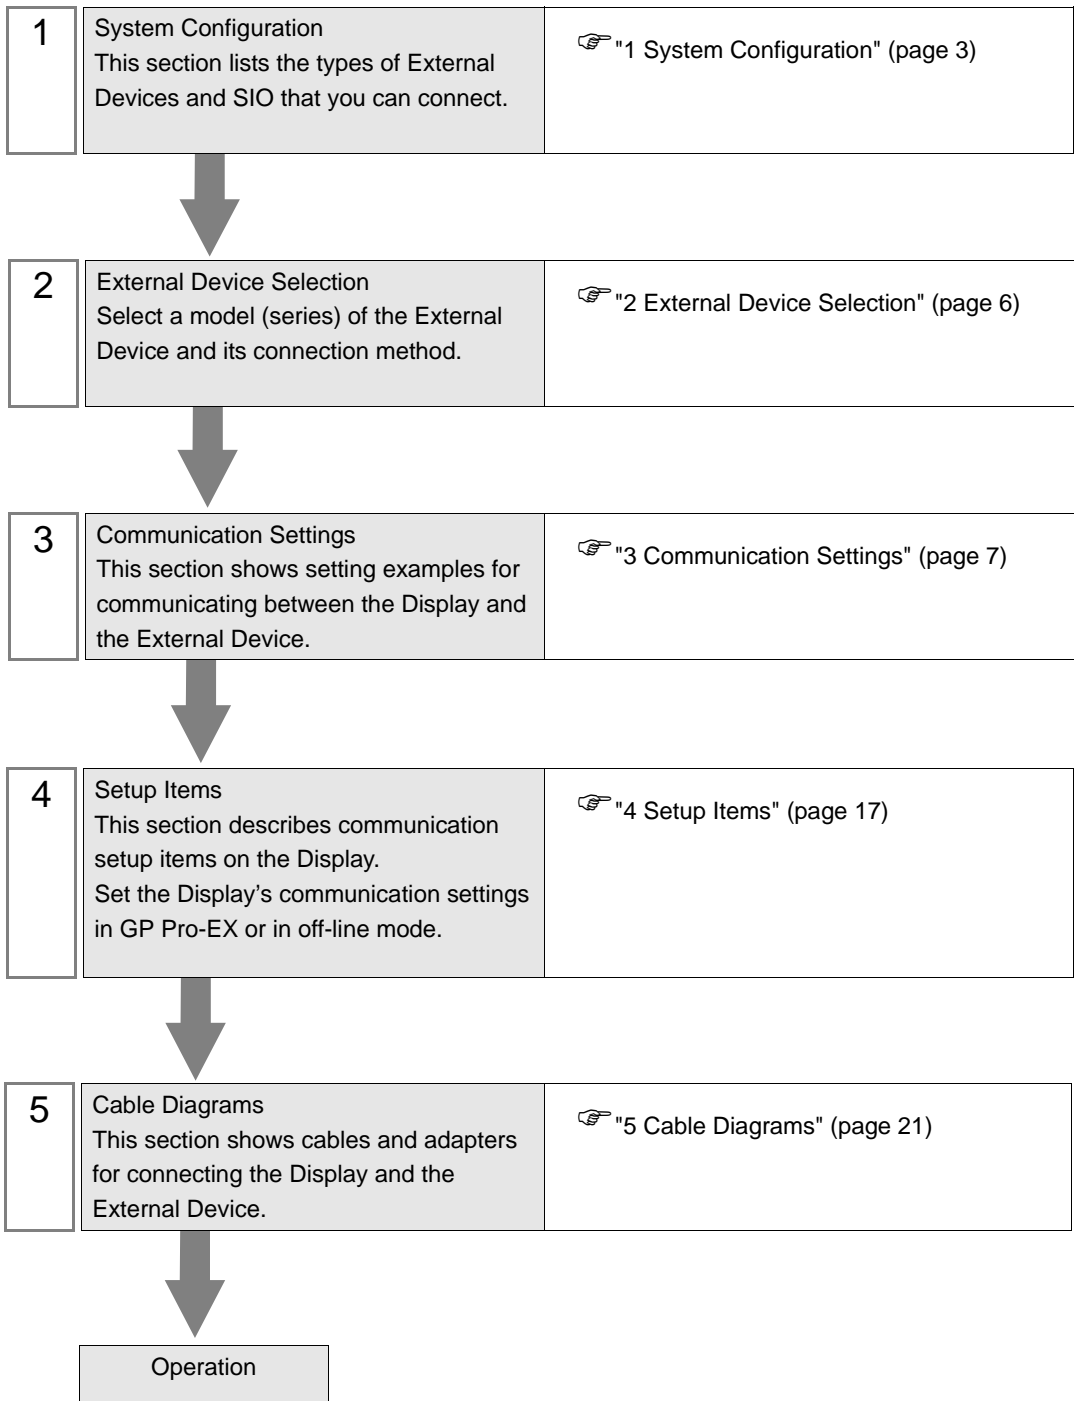 1
System Configuration
This section lists the types of External
Devices and SIO that you can connect.
"1 System Configuration" (page 3)
2
External Device Selection
Select a model (series) of the External
Device and its connection method.
"2 External Device Selection" (page 6)
3
Communication Settings
This section shows setting examples for
communicating between the Display and
the External Device.
"3 Communication Settings" (page 7)
4
Setup Items
This section describes communication
setup items on the Display.
Set the Display’s communication settings
in GP Pro-EX or in off-line mode.
"4 Setup Items" (page 17)
5
Cable Diagrams
This section shows cables and adapters
for connecting the Display and the
External Device.
"5 Cable Diagrams" (page 21)
Operation